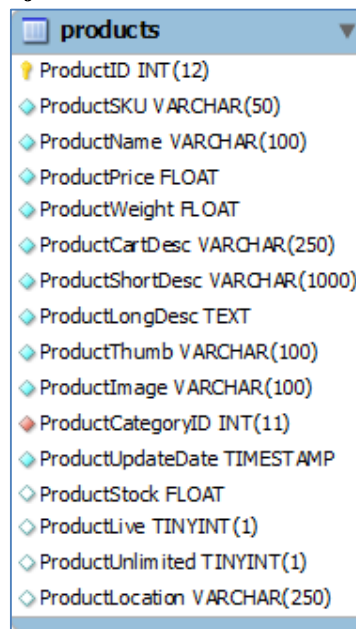 products
ProductID INT(12)
ProductSKU VARCHAR(50)
ProductName VARCHAR(100)
ProductPrice FLOAT
ProductWeight FLOAT
ProductCartDesc VARCHAR(250)
ProductShortDesc VARCHAR(1000)
ProductLongDesc TEXT
ProductThumb VARCHAR(100)
ProductImage VARCHAR(100)
ProductCategoryID INT(11)
ProductUpdateDate TIMESTAMP
ProductStock FLOAT
ProductLive TINYINT(1)
ProductUnlimited TINYINT(1)
ProductLocation VARCHAR(250)